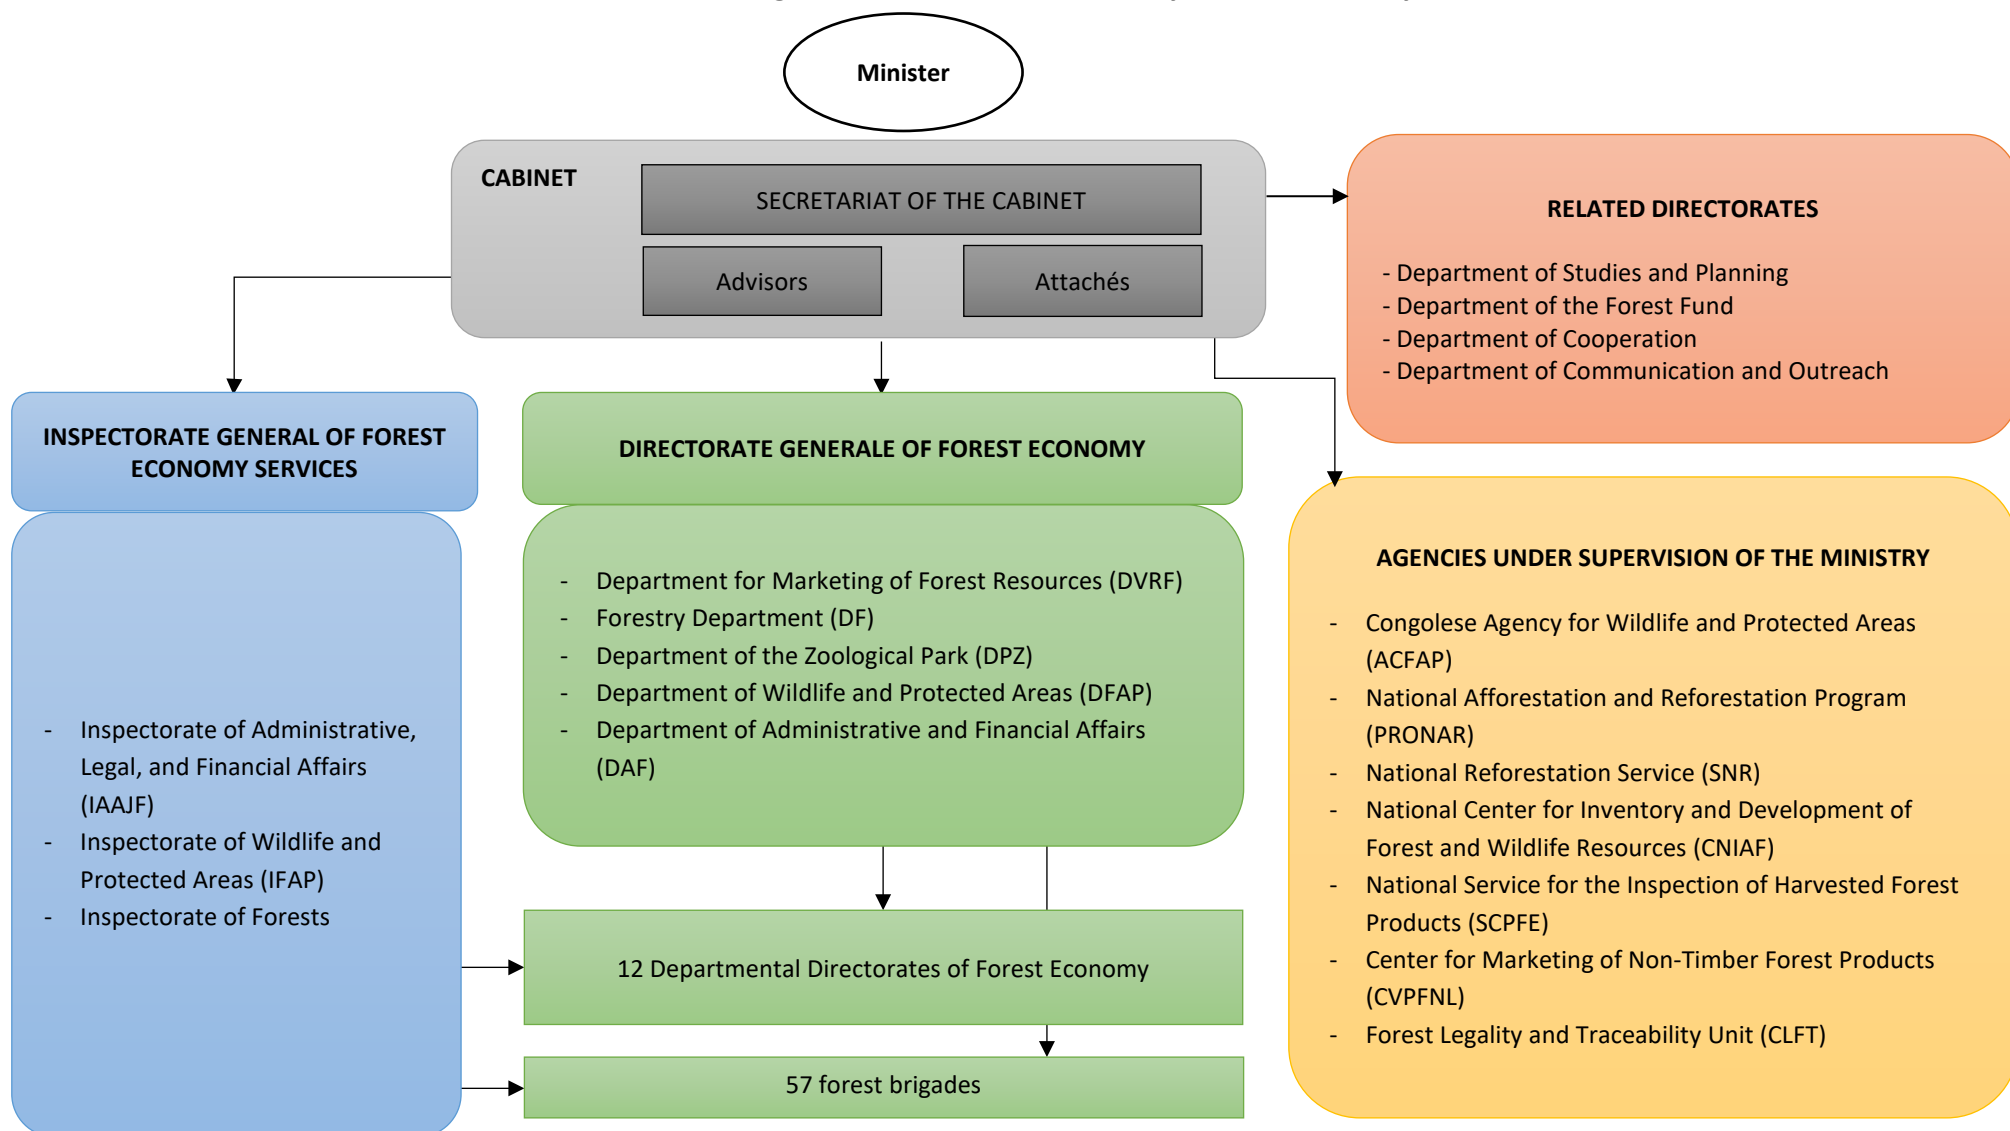 Minister
CABINET
SECRETARIAT OF THE CABINET
Advisors
Attachés
RELATED DIRECTORATES
- Department of Studies and Planning
- Department of the Forest Fund
- Department of Cooperation
- Department of Communication and Outreach
INSPECTORATE GENERAL OF FOREST
ECONOMY SERVICES
- Inspectorate of Administrative,
Legal, and Financial Affairs
(IAAJF)
- Inspectorate of Wildlife and
Protected Areas (IFAP)
- Inspectorate of Forests
DIRECTORATE GENERALE OF FOREST ECONOMY
- Department for Marketing of Forest Resources (DVRF)
- Forestry Department (DF)
- Department of the Zoological Park (DPZ)
- Department of Wildlife and Protected Areas (DFAP)
- Department of Administrative and Financial Affairs
(DAF)
12 Departmental Directorates of Forest Economy
57 forest brigades
AGENCIES UNDER SUPERVISION OF THE MINISTRY
- Congolese Agency for Wildlife and Protected Areas
(ACFAP)
- National Afforestation and Reforestation Program
(PRONAR)
- National Reforestation Service (SNR)
- National Center for Inventory and Development of
Forest and Wildlife Resources (CNIAF)
- National Service for the Inspection of Harvested Forest
Products (SCPFE)
- Center for Marketing of Non-Timber Forest Products
(CVPFNL)
- Forest Legality and Traceability Unit (CLFT)